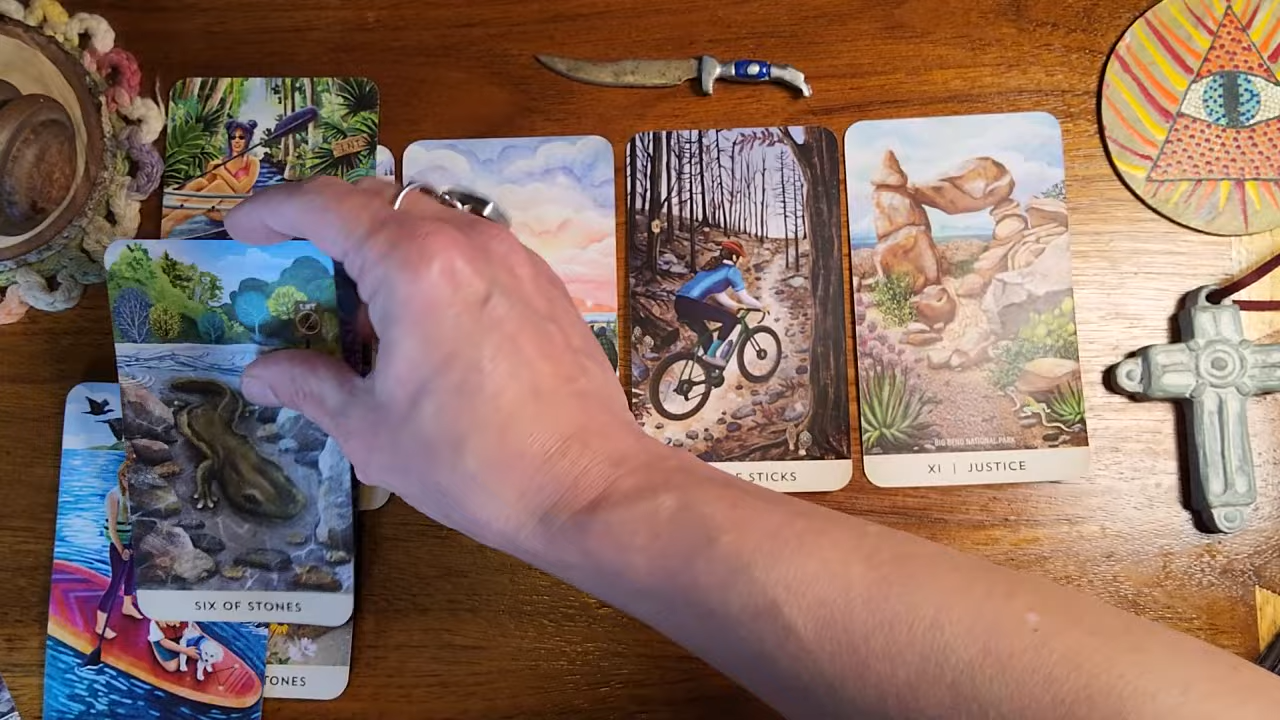 BIG BEND NATIONAL PARK
E STICKS
XI | JUSTICE
SIX OF STONES
TONES